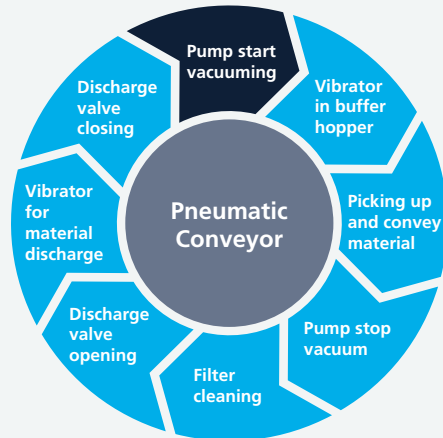 Pump start
vacuuming
Vibrator
in buffer
hopper
Picking up
and convey
material
Pump stop
vacuum
Filter
cleaning
Discharge
valve
opening
Vibrator
for
material
discharge
Discharge
valve
closing
Pneumatic
Conveyor